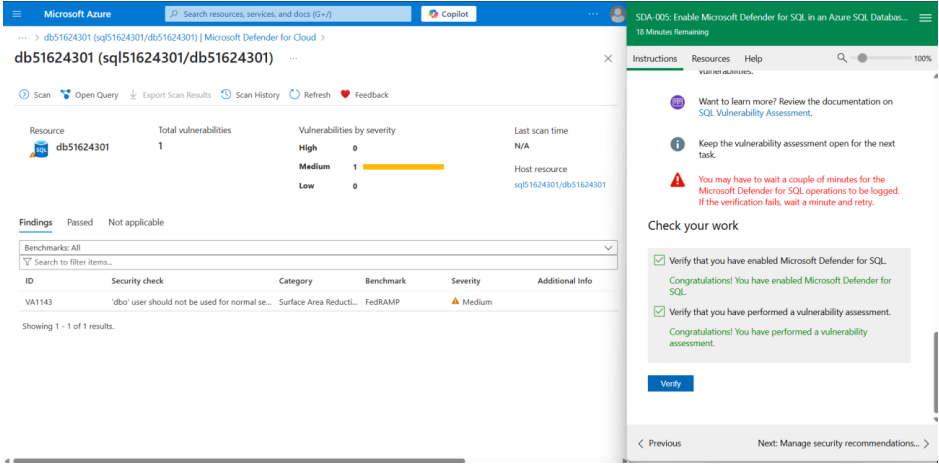 Microsoft Azure
Search resources, services, and docs (G+/)
Copilot
...
... > db51624301 (sql51624301/db51624301) | Microsoft Defender for Cloud >
db51624301 (sql51624301/db51624301)
...
Scan
Open Query
Export Scan Results
Scan History
Refresh
Feedback
Resource
db51624301
Total vulnerabilities
1
Vulnerabilities by severity
High 0
Medium 1
Low 0
Last scan time
N/A
Host resource
sql51624301/db51624301
Findings
Passed
Not applicable
Benchmarks: All
Search to filter items...
ID Security check Category Benchmark Severity Additional Info
VA1143 'dbo' user should not be used for normal se... Surface Area Reducti... FedRAMP Medium
Showing 1 - 1 of 1 results.
SDA-005: Enable Microsoft Defender for SQL in an Azure SQL Databas...
18 Minutes Remaining
Instructions Resources Help
100%
vulnerabilities.
Want to learn more? Review the documentation on
SQL Vulnerability Assessment.
Keep the vulnerability assessment open for the next
task.
You may have to wait a couple of minutes for the
Microsoft Defender for SQL operations to be logged.
If the verification fails, wait a minute and retry.
Check your work
Verify that you have enabled Microsoft Defender for SQL.
Congratulations! You have enabled Microsoft Defender for
SQL.
Verify that you have performed a vulnerability assessment.
Congratulations! You have performed a vulnerability
assessment.
Verify
< Previous
Next: Manage security recommendations... >